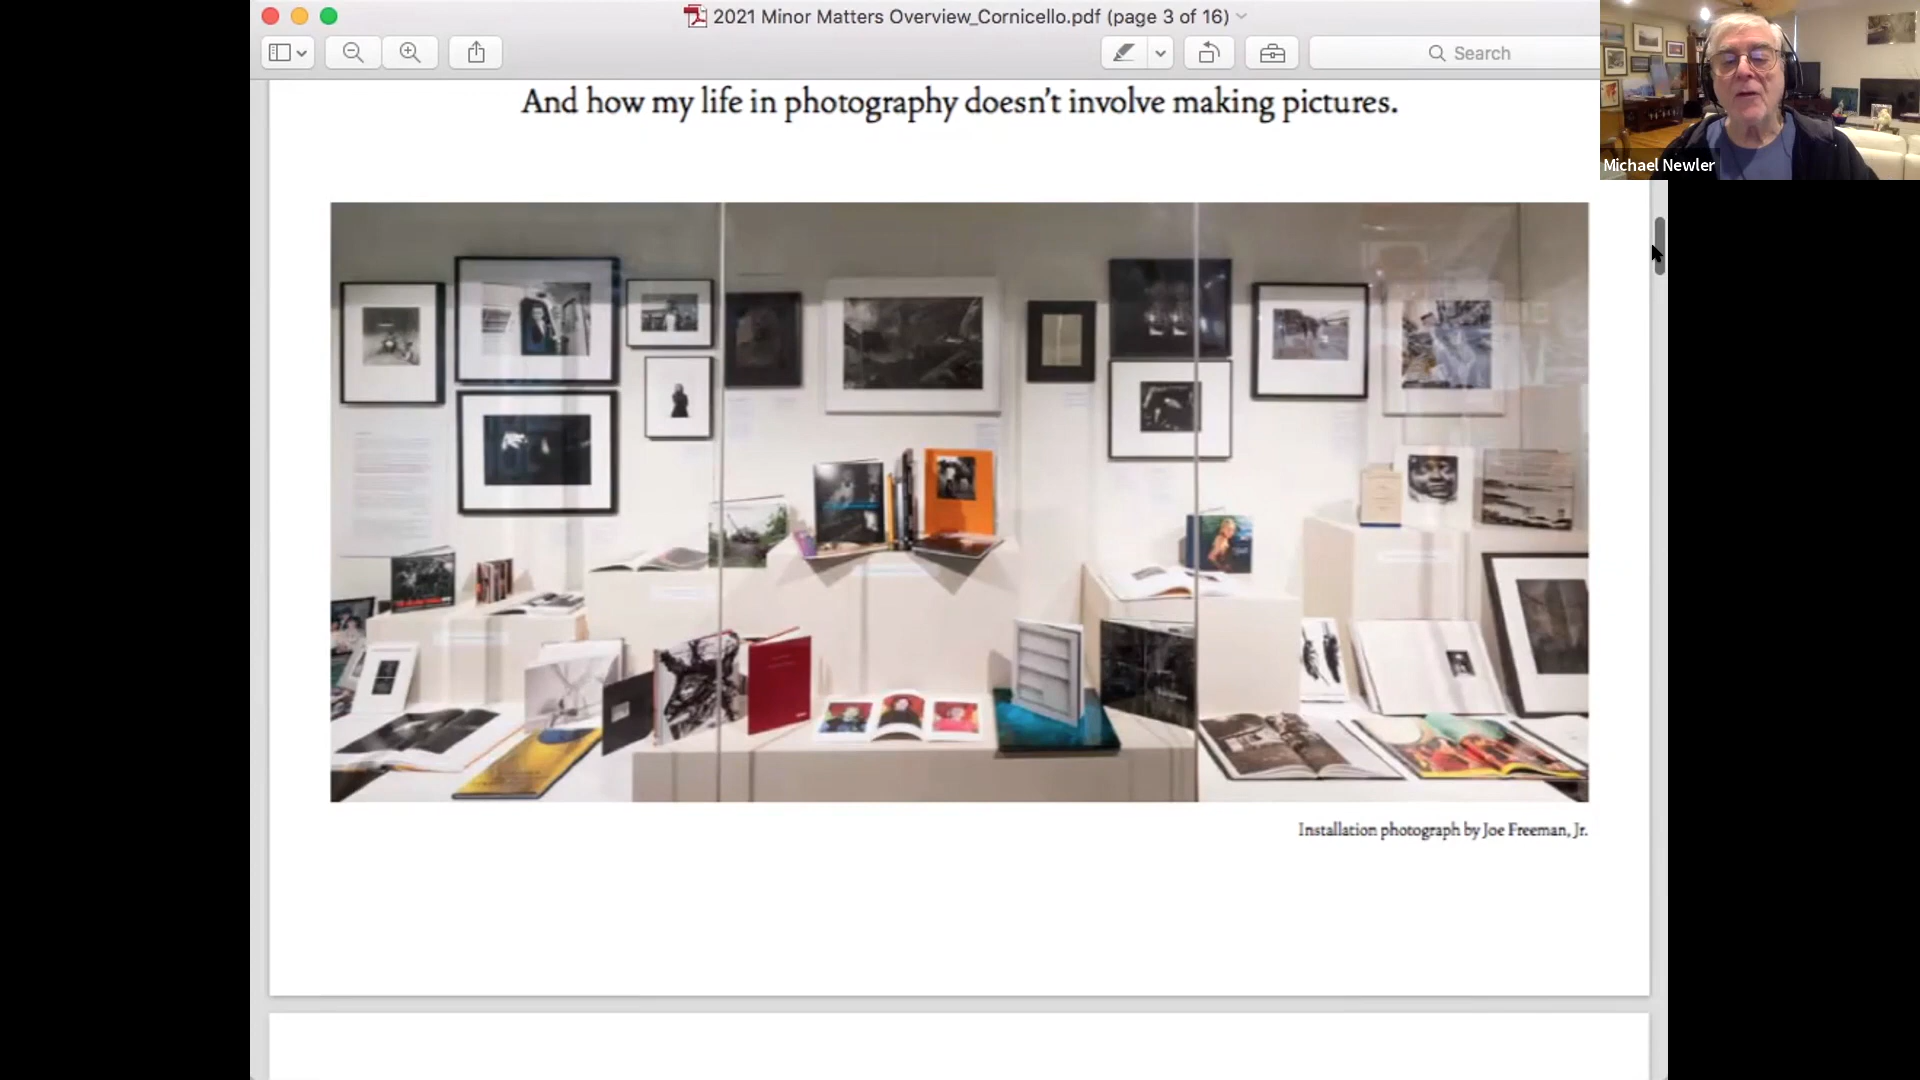 2021 Minor Matters Overview_Cornicello.pdf (page 3 of 16)
Search
Michael Newler
And how my life in photography doesn't involve making pictures.
Installation photograph by Joe Freeman, Jr.